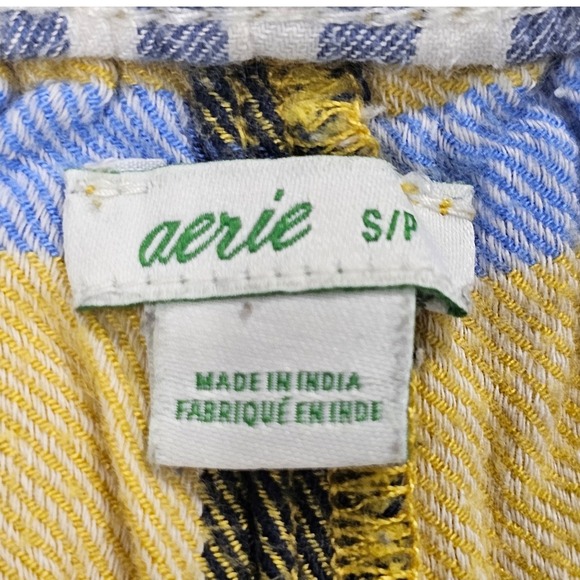 aerie S/P
MADE IN INDIA
FABRIQUÉ EN INDE